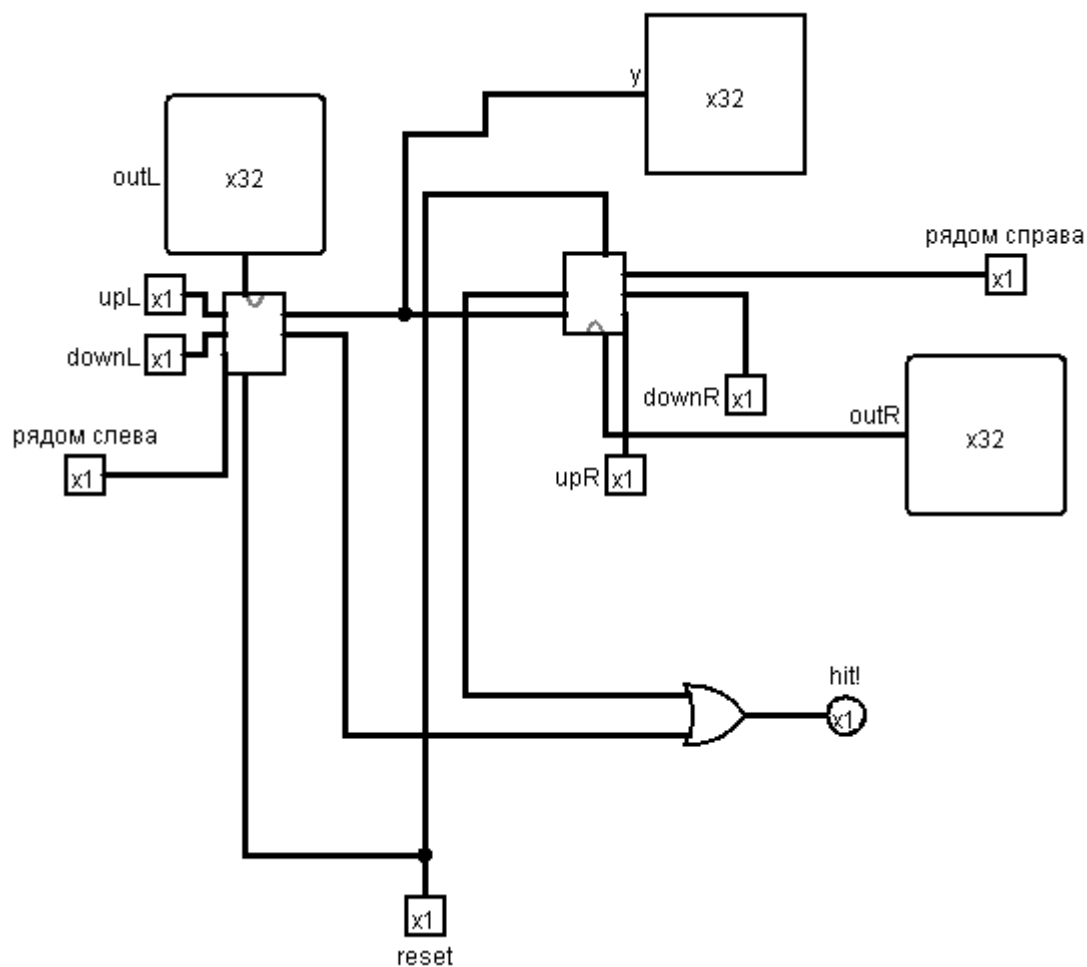 y
x32
outL
x32
рядом справа
x1
upL
x1
downL
x1
downR
x1
outR
x32
рядом слева
x1
upR
x1
hit!
x1
x1
reset